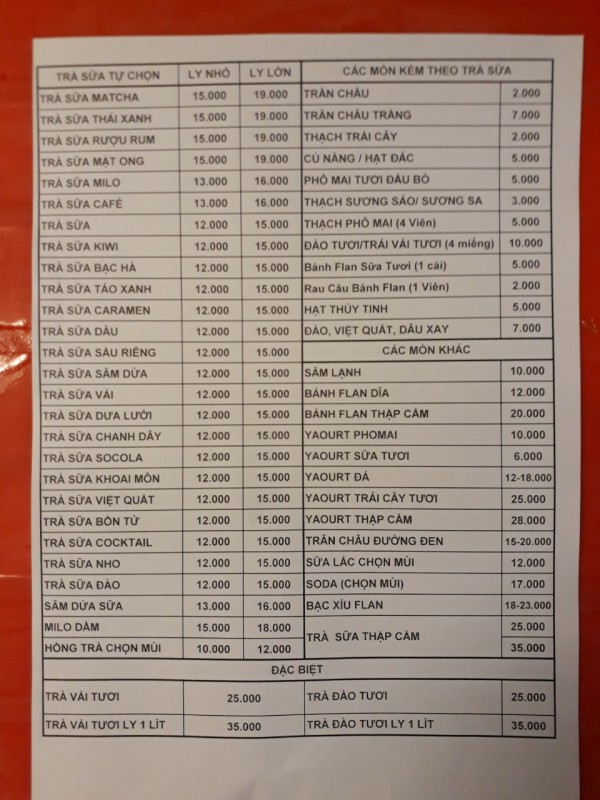 TRÀ SỮA TỰ CHỌN LY NHỎ LY LỚN
TRÀ SỮA MATCHA 15.000 19.000
TRÀ SỮA THÁI XANH 15.000 19.000
TRÀ SỮA RƯỢU RUM 15.000 19.000
TRÀ SỮA MẬT ONG 15.000 19.000
TRÀ SỮA MILO 13.000 16.000
TRÀ SỮA CAFÉ 13.000 16.000
TRÀ SỮA 12.000 15.000
TRÀ SỮA KIWI 12.000 15.000
TRÀ SỮA BẠC HÀ 12.000 15.000
TRÀ SỮA TÁO XANH 12.000 15.000
TRÀ SỮA CARAMEN 12.000 15.000
TRÀ SỮA DÂU 12.000 15.000
TRÀ SỮA SẦU RIÊNG 12.000 15.000
TRÀ SỮA SÂM DỨA 12.000 15.000
TRÀ SỮA VẢI 12.000 15.000
TRÀ SỮA DƯA LƯỚI 12.000 15.000
TRÀ SỮA CHANH DÂY 12.000 15.000
TRÀ SỮA SOCOLA 12.000 15.000
TRÀ SỮA KHOAI MÔN 12.000 15.000
TRÀ SỮA VIỆT QUẤT 12.000 15.000
TRÀ SỮA BÒN TỬ 12.000 15.000
TRÀ SỮA COCKTAIL 12.000 15.000
TRÀ SỮA NHO 12.000 15.000
TRÀ SỮA ĐÀO 12.000 15.000
SÂM DỨA SỮA 13.000 16.000
MILO DẦM 15.000 18.000
HỒNG TRÀ CHỌN MÙI 10.000 12.000
CÁC MÓN KÈM THEO TRÀ SỮA
TRÂN CHÂU 2.000
TRÂN CHÂU TRẮNG 7.000
THẠCH TRÁI CÂY 2.000
CỦ NĂNG / HẠT ĐÁC 5.000
PHÔ MAI TƯƠI ĐẦU BÒ 5.000
THẠCH SƯƠNG SÁO/ SƯƠNG SA 3.000
THẠCH PHÔ MAI (4 Viên) 5.000
ĐÀO TƯƠI/TRÁI VẢI TƯƠI (4 miếng) 10.000
Bánh Flan Sữa Tươi (1 cái) 5.000
Rau Câu Bánh Flan (1 Viên) 2.000
HẠT THỦY TINH 5.000
ĐÀO, VIỆT QUẤT, DÂU XAY 7.000
CÁC MÓN KHÁC
SÂM LẠNH 10.000
BÁNH FLAN DĨA 12.000
BÁNH FLAN THẬP CẨM 20.000
YAOURT PHOMAI 10.000
YAOURT SỮA TƯƠI 6.000
YAOURT ĐÁ 12-18.000
YAOURT TRÁI CÂY TƯƠI 25.000
YAOURT THẬP CẨM 28.000
TRÂN CHÂU ĐƯỜNG ĐEN 15-20.000
SỮA LẮC CHỌN MÙI 12.000
SODA (CHỌN MÙI) 17.000
BẠC XỈU FLAN 18-23.000
TRÀ SỮA THẬP CẨM 25.000
35.000
ĐẶC BIỆT
TRÀ VẢI TƯƠI 25.000 TRÀ ĐÀO TƯƠI 25.000
TRÀ VẢI TƯƠI LY 1 LÍT 35.000 TRÀ ĐÀO TƯƠI LY 1 LÍT 35.000